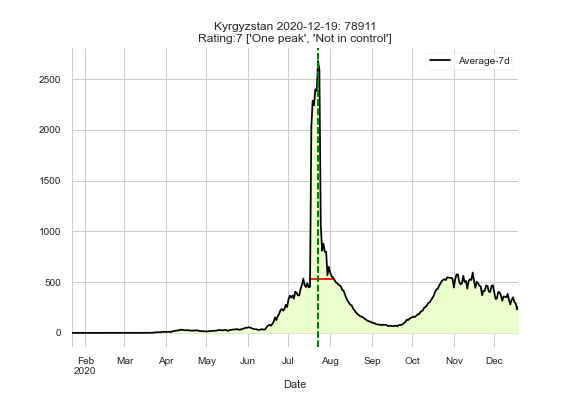 Kyrgyzstan 2020-12-19: 78911
Rating:7 ['One peak', 'Not in control']
Average-7d
2500
2000
1500
1000
500
0
Feb Mar Apr May Jun Jul Aug Sep Oct Nov Dec
2020
Date